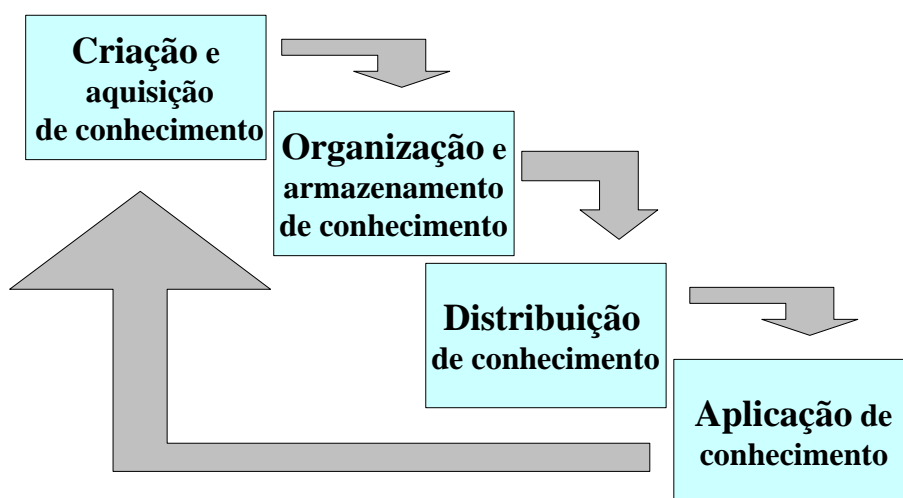 Criação e
aquisição
de conhecimento
Organização e
armazenamento
de conhecimento
Distribuição
de conhecimento
Aplicação de
conhecimento